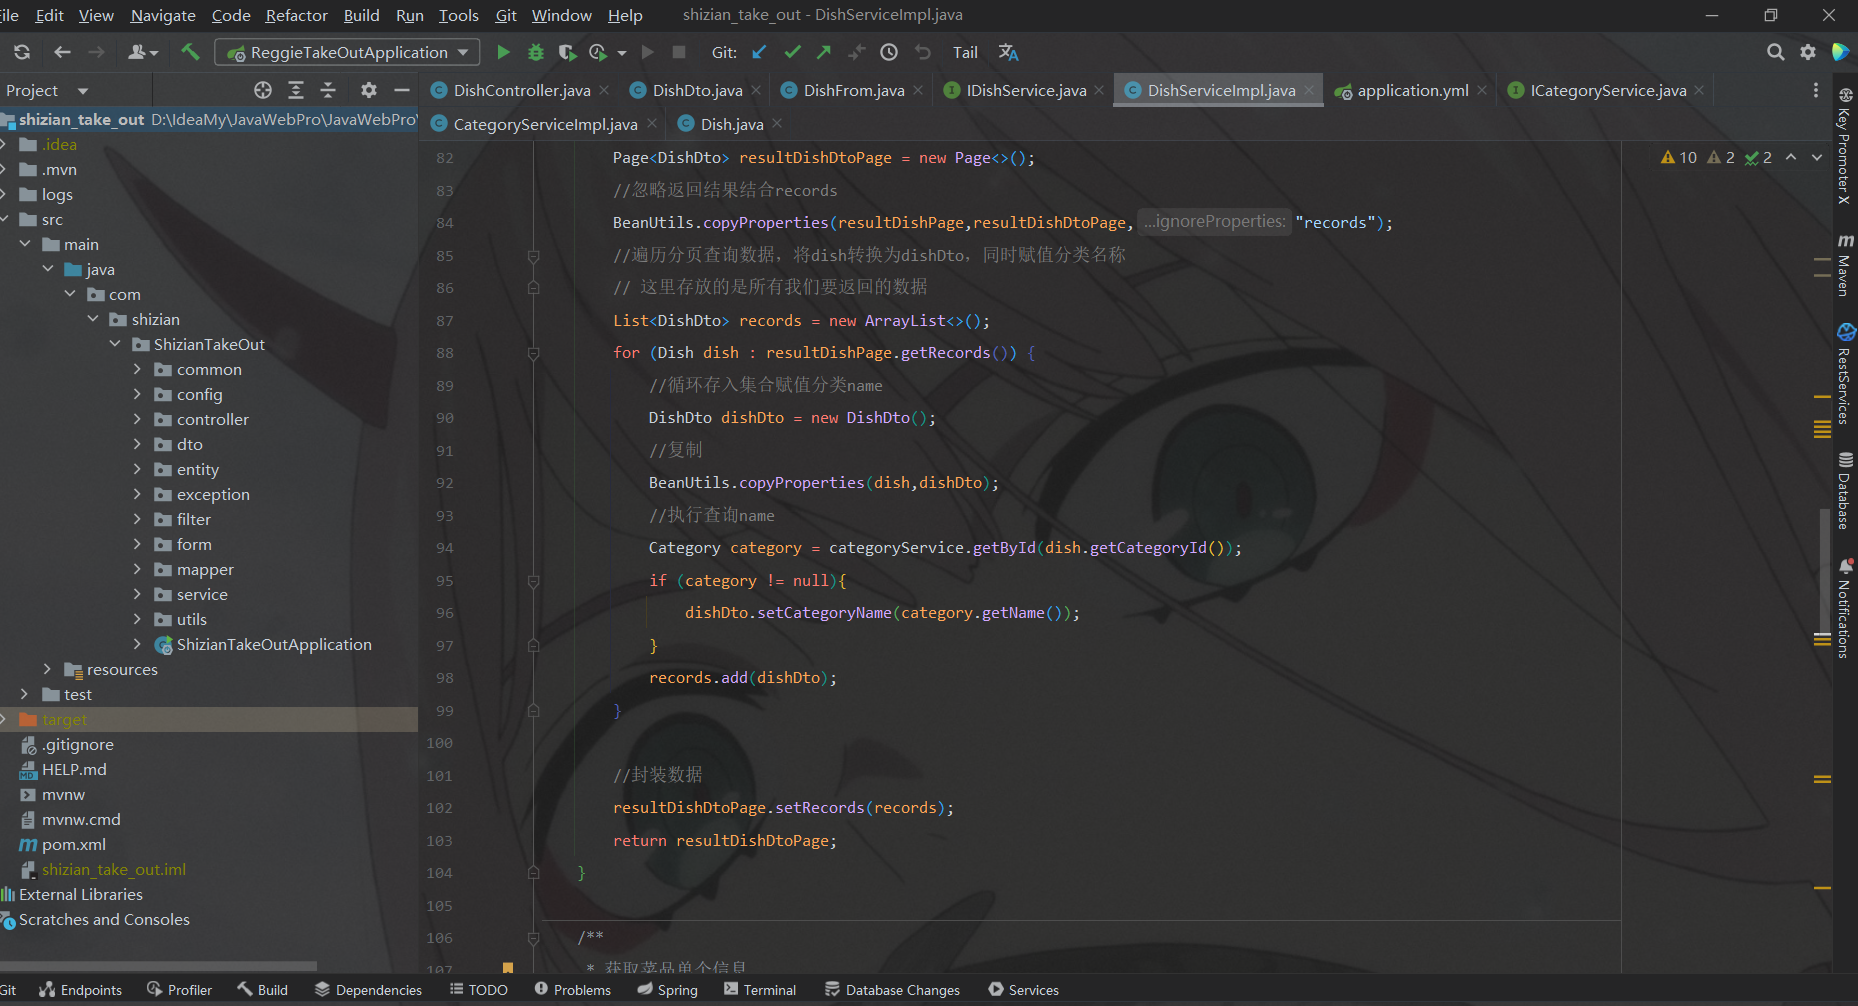 ile Edit View Navigate Code Refactor Build Run Tools Git Window Help shizian_take_out - DishServiceImpl.java
ReggieTakeOutApplication Git: Tail
Project
DishController.java DishDto.java DishFrom.java IDishService.java DishServiceImpl.java application.yml ICategoryService.java
CategoryServiceImpl.java Dish.java
shizian_take_out D:\IdeaMy\JavaWebPro\JavaWebPro\
.idea
.mvn
logs
src
main
java
com
shizian
ShizianTakeOut
common
config
controller
dto
entity
exception
filter
form
mapper
service
utils
ShizianTakeOutApplication
resources
test
target
.gitignore
HELP.md
mvnw
mvnw.cmd
pom.xml
shizian_take_out.iml
External Libraries
Scratches and Consoles
10 2 2
82 Page<DishDto> resultDishDtoPage = new Page<>();
83 //忽略返回结果结合records
84 BeanUtils.copyProperties(resultDishPage,resultDishDtoPage, ...ignoreProperties: "records");
85 //遍历分页查询数据，将dish转换为dishDto，同时赋值分类名称
86 // 这里存放的是所有我们要返回的数据
87 List<DishDto> records = new ArrayList<>();
88 for (Dish dish : resultDishPage.getRecords()) {
89 //循环存入集合赋值分类name
90 DishDto dishDto = new DishDto();
91 //复制
92 BeanUtils.copyProperties(dish,dishDto);
93 //执行查询name
94 Category category = categoryService.getById(dish.getCategoryId());
95 if (category != null){
96 dishDto.setCategoryName(category.getName());
97 }
98 records.add(dishDto);
99 }
100
101 //封装数据
102 resultDishDtoPage.setRecords(records);
103 return resultDishDtoPage;
104 }
105
106 /**
107 * 获取菜品单个信息
Key Promoter X
Maven
RestServices
Database
Notifications
Git Endpoints Profiler Build Dependencies TODO Problems Spring Terminal Database Changes Services